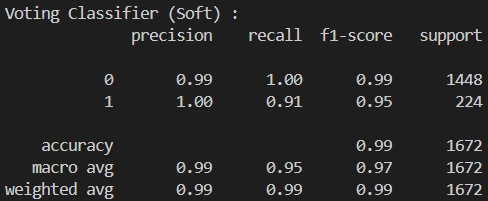 Voting Classifier (Soft) :
precision recall f1-score support
0 0.99 1.00 0.99 1448
1 1.00 0.91 0.95 224
accuracy 0.99 1672
macro avg 0.99 0.95 0.97 1672
weighted avg 0.99 0.99 0.99 1672